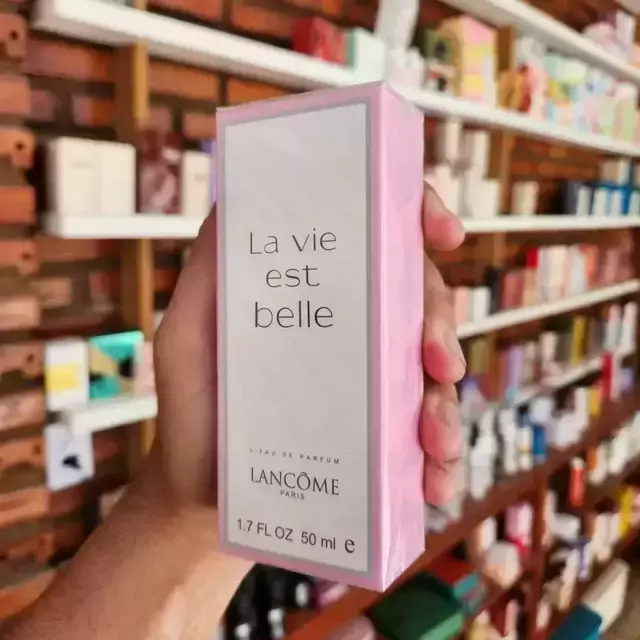 La vie
est
belle
L'EAU DE PARFUM
LANCÔME
PARIS
1.7 FL OZ 50 ml e